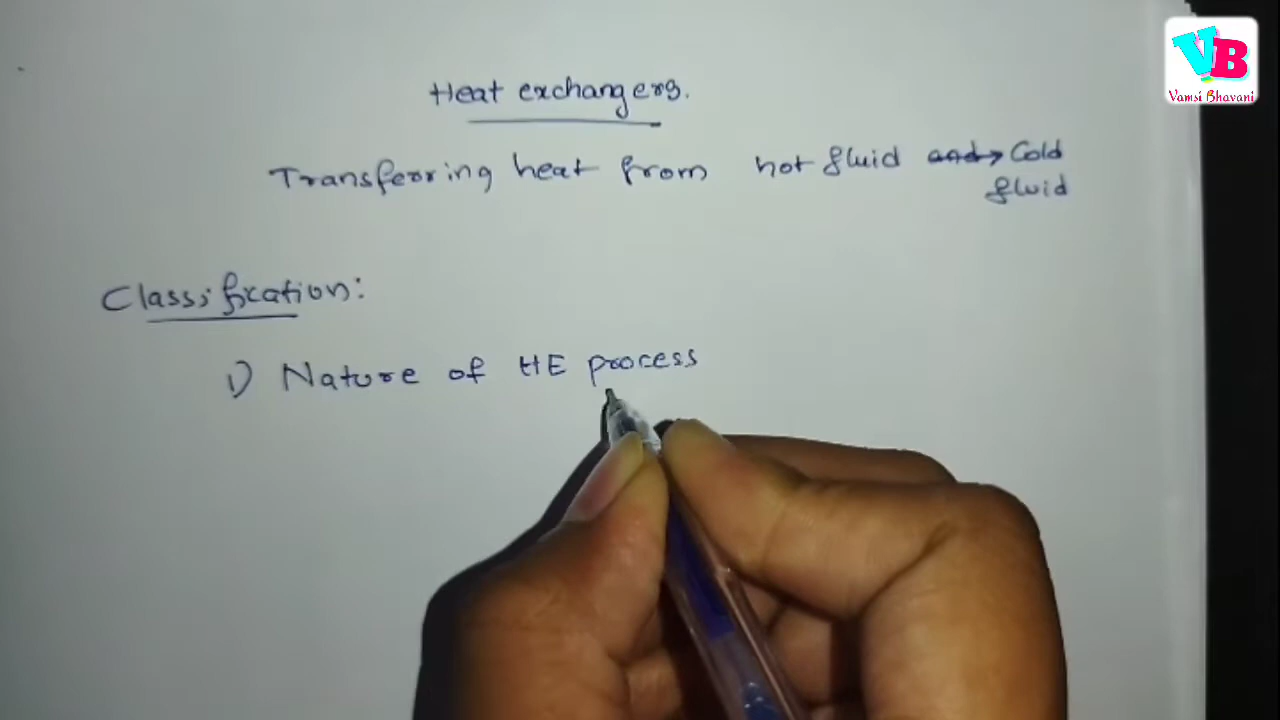 VB
Vamsi Bhavani
Heat exchangers.
Transferring heat from hot fluid and→ Cold
fluid
Classification:
1) Nature of HE process